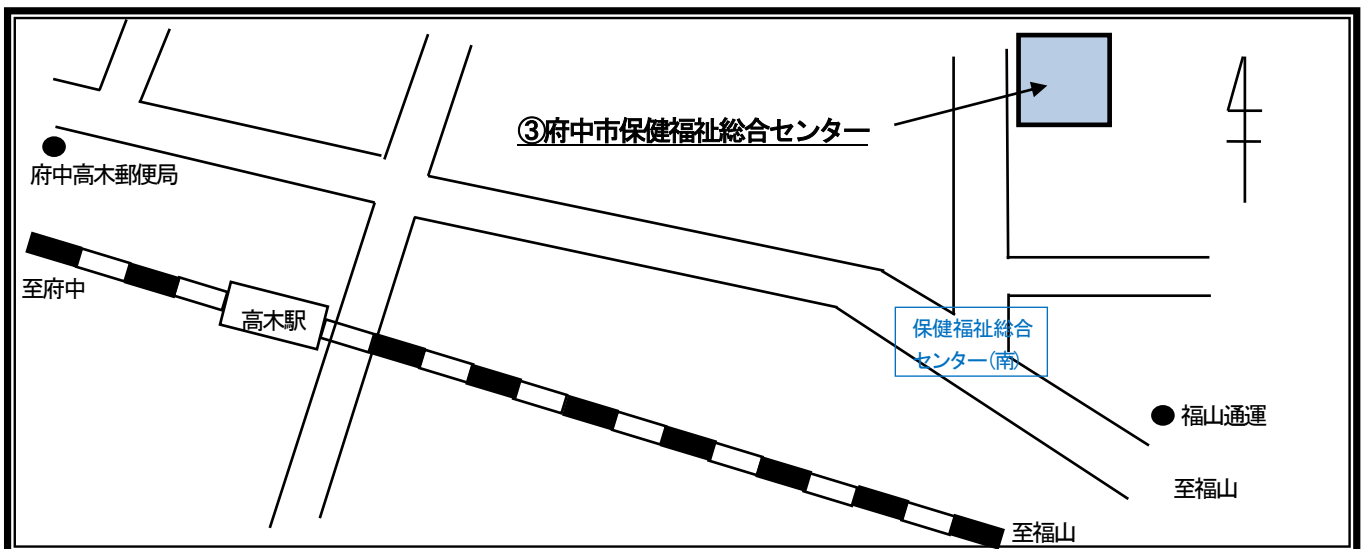 ③府中市保健福祉総合センター
府中高木郵便局
至府中
高木駅
保健福祉総合
センター(南)
福山通運
至福山
至福山